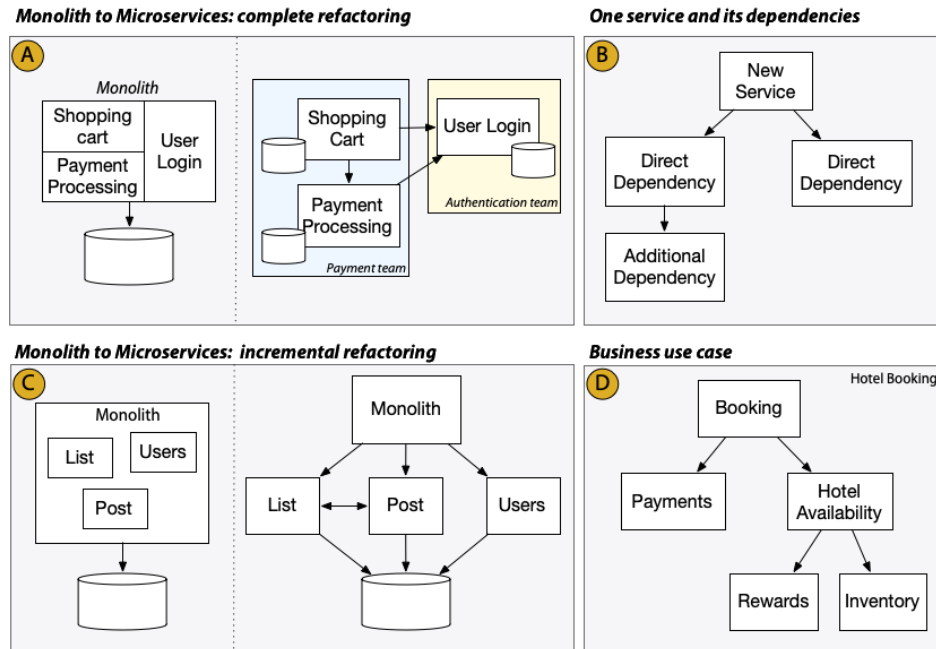 Monolith to Microservices: complete refactoring
A
Monolith
Shopping
cart
Payment
Processing
User
Login
Shopping
Cart
User Login
Payment
Processing
Authentication team
Payment team
One service and its dependencies
B
New
Service
Direct
Dependency
Direct
Dependency
Additional
Dependency
Monolith to Microservices: incremental refactoring
C
Monolith
List
Users
Post
Monolith
List
Post
Users
Business use case
D
Hotel Booking
Booking
Payments
Hotel
Availability
Rewards
Inventory